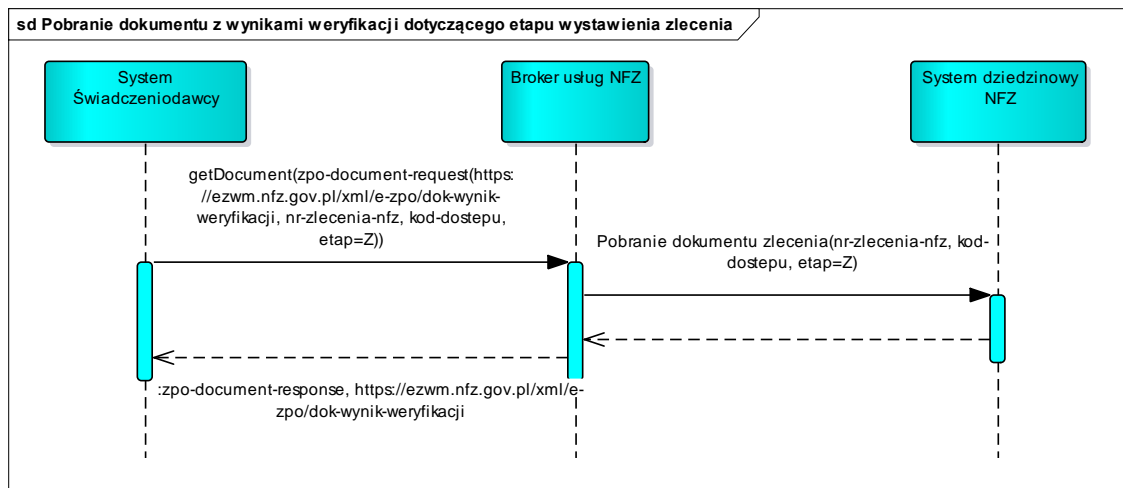 sd Pobranie dokumentu z wynikami weryfikacji dotyczącego etapu wystawienia zlecenia
System
Świadczeniodawcy
Broker usług NFZ
System dziedzinowy
NFZ
getDocument(zpo-document-request(https:
//ezwm.nfz.gov.pl/xml/e-zpo/dok-wynik-
weryfikacji, nr-zlecenia-nfz, kod-dostepu,
etap=Z))
Pobranie dokumentu zlecenia(nr-zlecenia-nfz, kod-
dostepu, etap=Z)
:zpo-document-response, https://ezwm.nfz.gov.pl/xml/e-
zpo/dok-wynik-weryfikacji